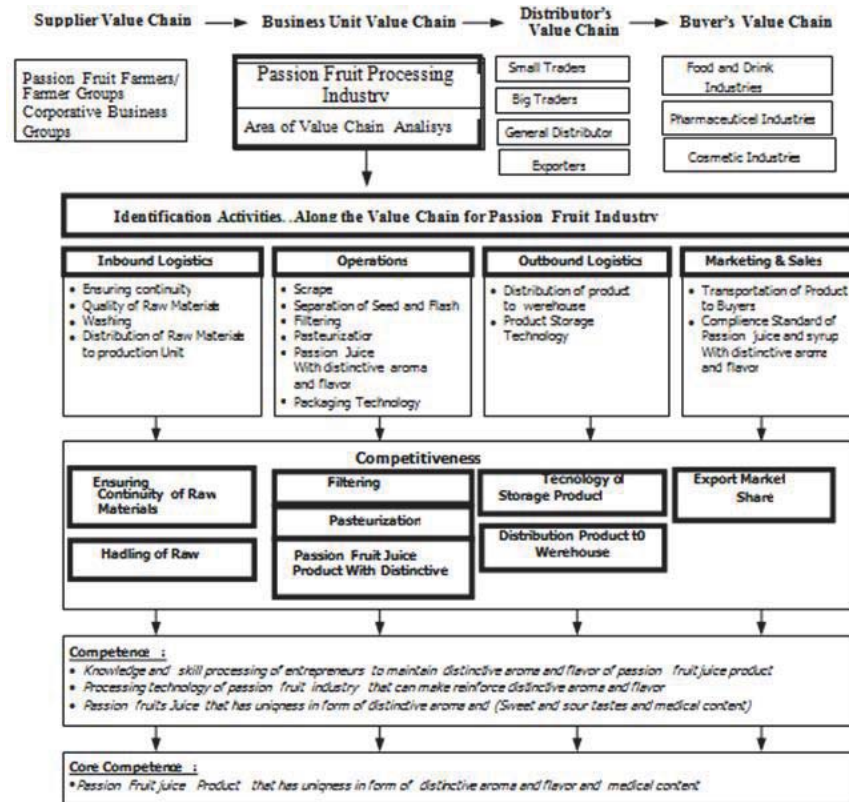 Supplier Value Chain
Business Unit Value Chain
Distributor's
Value Chain
Buyer's Value Chain
Passion Fruit Farmers/
Farmer Groups
Corporative Business
Groups
Passion Fruit Processing
Industry
Area of Value Chain Analisys
Small Traders
Big Traders
General Distributor
Exporters
Food and Drink
Industries
Pharmaceuticel Industries
Cosmetic Industries
Identification Activities..Along the Value Chain for Passion Fruit Industry
Inbound Logistics
• Ensuring continuity
• Quality of Raw Materials
• Washing
• Distribution of Raw Materials
to production Unit
Operations
• Scrape
• Separation of Seed and Flash
• Filtering
• Pasteurization
• Passion Juice
With distinctive aroma
and flavor
• Packaging Technology
Outbound Logistics
• Distribution of product
to werehouse
• Product Storage
Technology
Marketing & Sales
• Transportation of Product
to Buyers
• Complience Standard of
Passion juice and syrup
With distinctive aroma
and flavor
Competitiveness
Ensuring
Continuity of Raw
Materials
Hadling of Raw
Filtering
Pasteurization
Passion Fruit Juice
Product With Distinctive
Tecnology of
Storage Product
Distribution Product t0
Werehouse
Export Market
Share
Competence :
• Knowledge and skill processing of entrepreneurs to maintain distinctive aroma and flavor of passion fruit juice product
• Processing technology of passion fruit industry that can make reinforce distinctive aroma and flavor
• Passion fruits Juice that has uniqness in form of distinctive aroma and (Sweet and sour tastes and medical content)
Core Competence :
• Passion Fruit juice Product that has uniqness in form of distinctive aroma and flavor and medical content